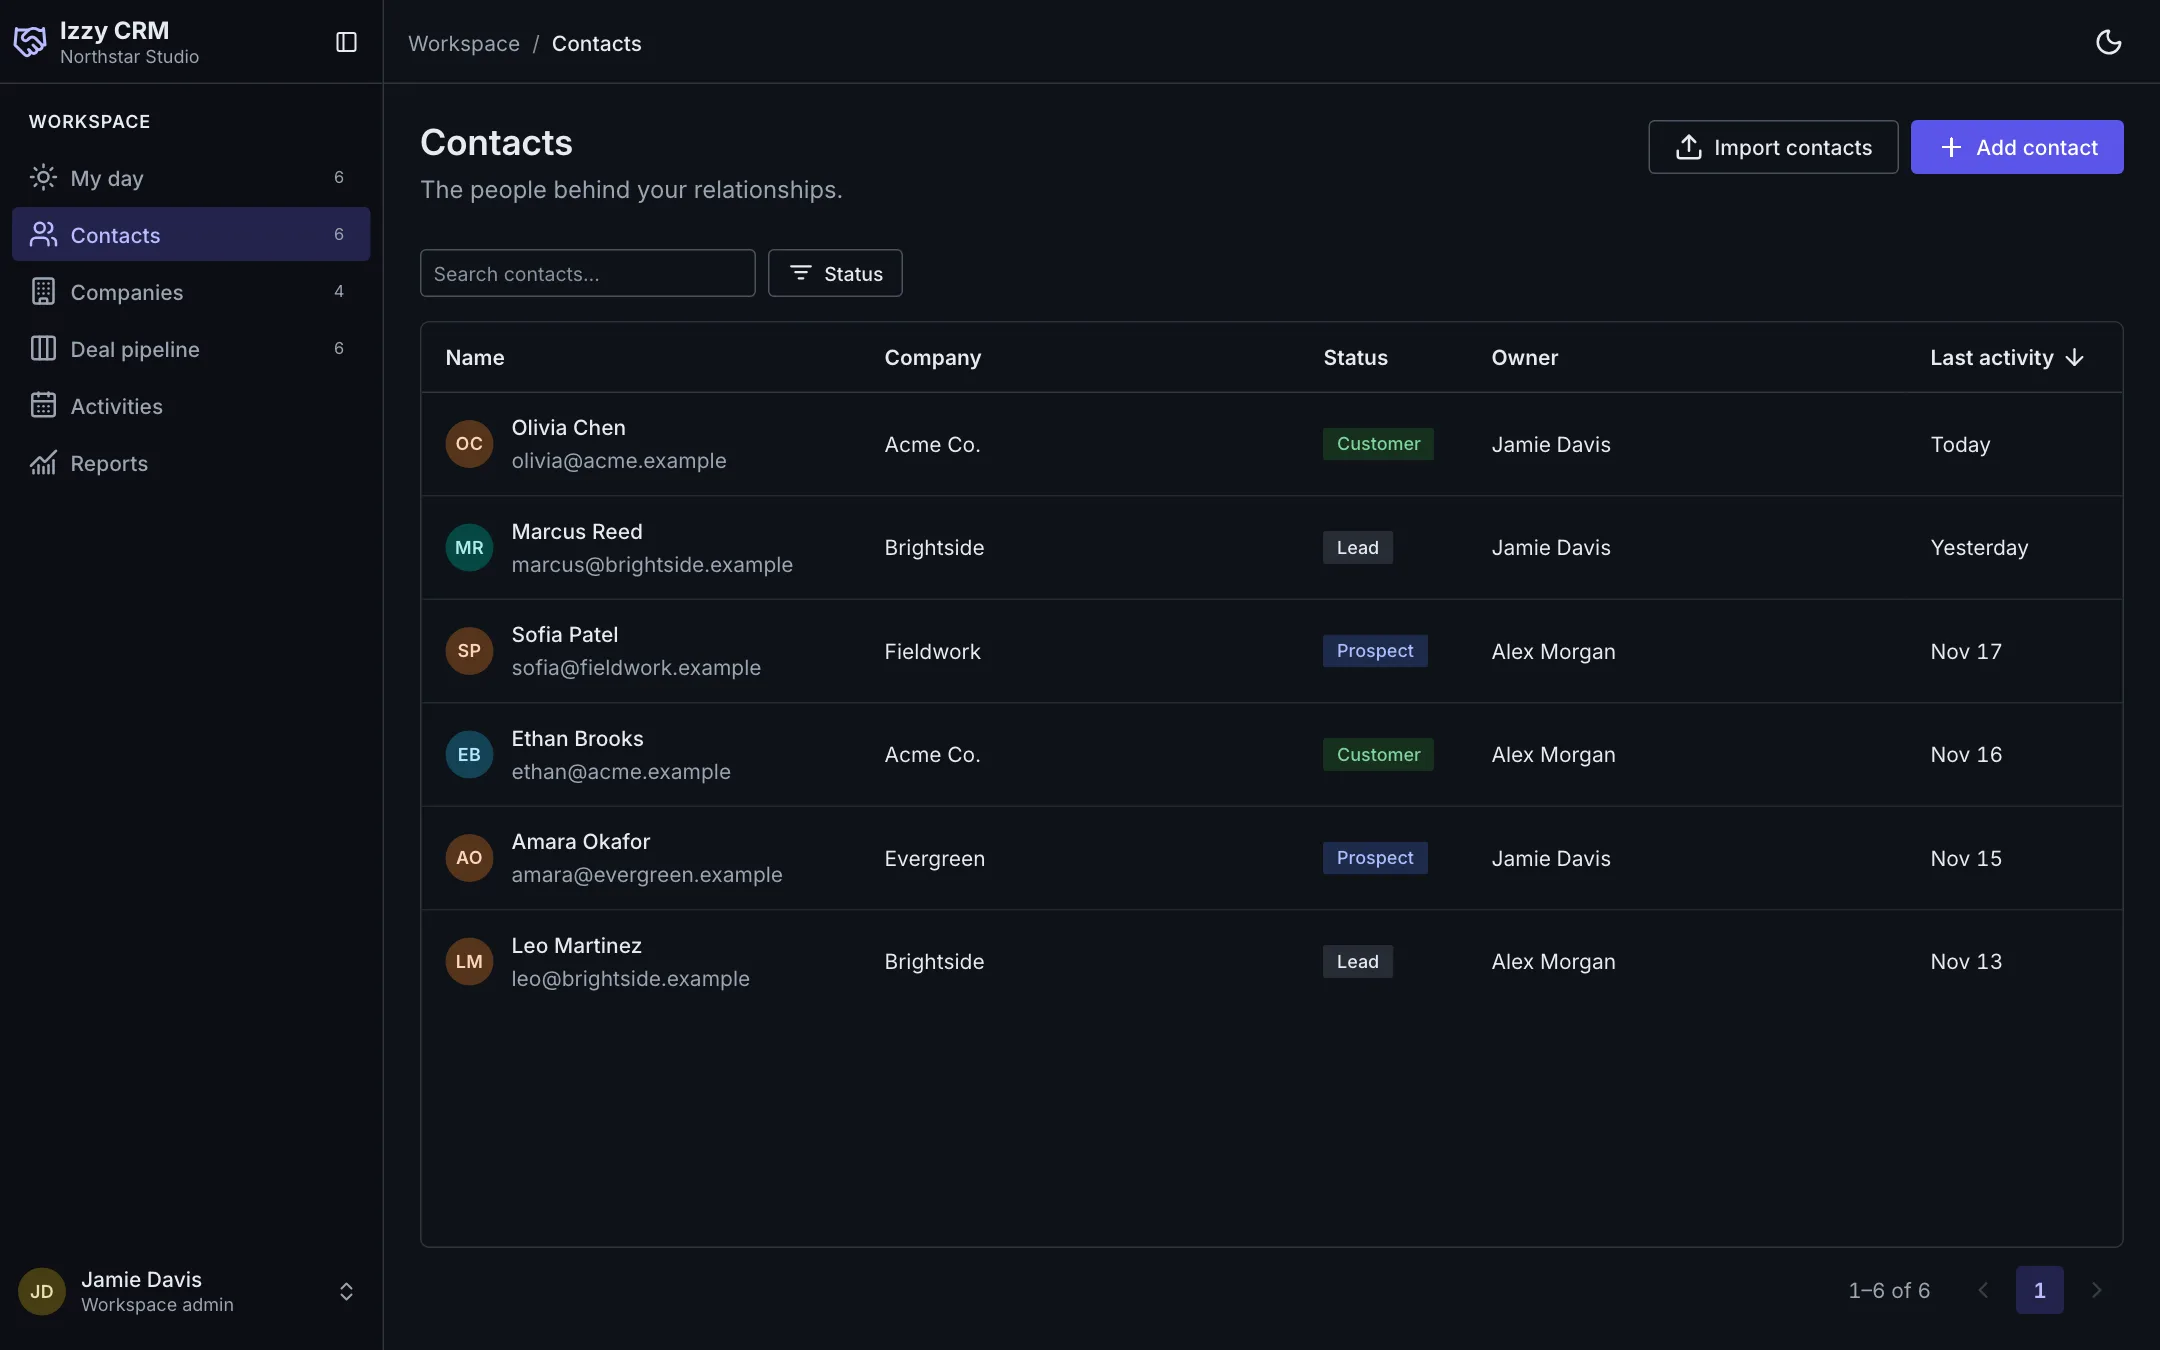 Izzy CRM
Northstar Studio
Workspace / Contacts
WORKSPACE
My day 6
Contacts 6
Companies 4
Deal pipeline 6
Activities
Reports
Jamie Davis
Workspace admin
JD
Contacts
The people behind your relationships.
Import contacts
Add contact
Search contacts...
Status
Name Company Status Owner Last activity
OC Olivia Chen
olivia@acme.example
Acme Co. Customer Jamie Davis Today
MR Marcus Reed
marcus@brightside.example
Brightside Lead Jamie Davis Yesterday
SP Sofia Patel
sofia@fieldwork.example
Fieldwork Prospect Alex Morgan Nov 17
EB Ethan Brooks
ethan@acme.example
Acme Co. Customer Alex Morgan Nov 16
AO Amara Okafor
amara@evergreen.example
Evergreen Prospect Jamie Davis Nov 15
LM Leo Martinez
leo@brightside.example
Brightside Lead Alex Morgan Nov 13
1–6 of 6
1